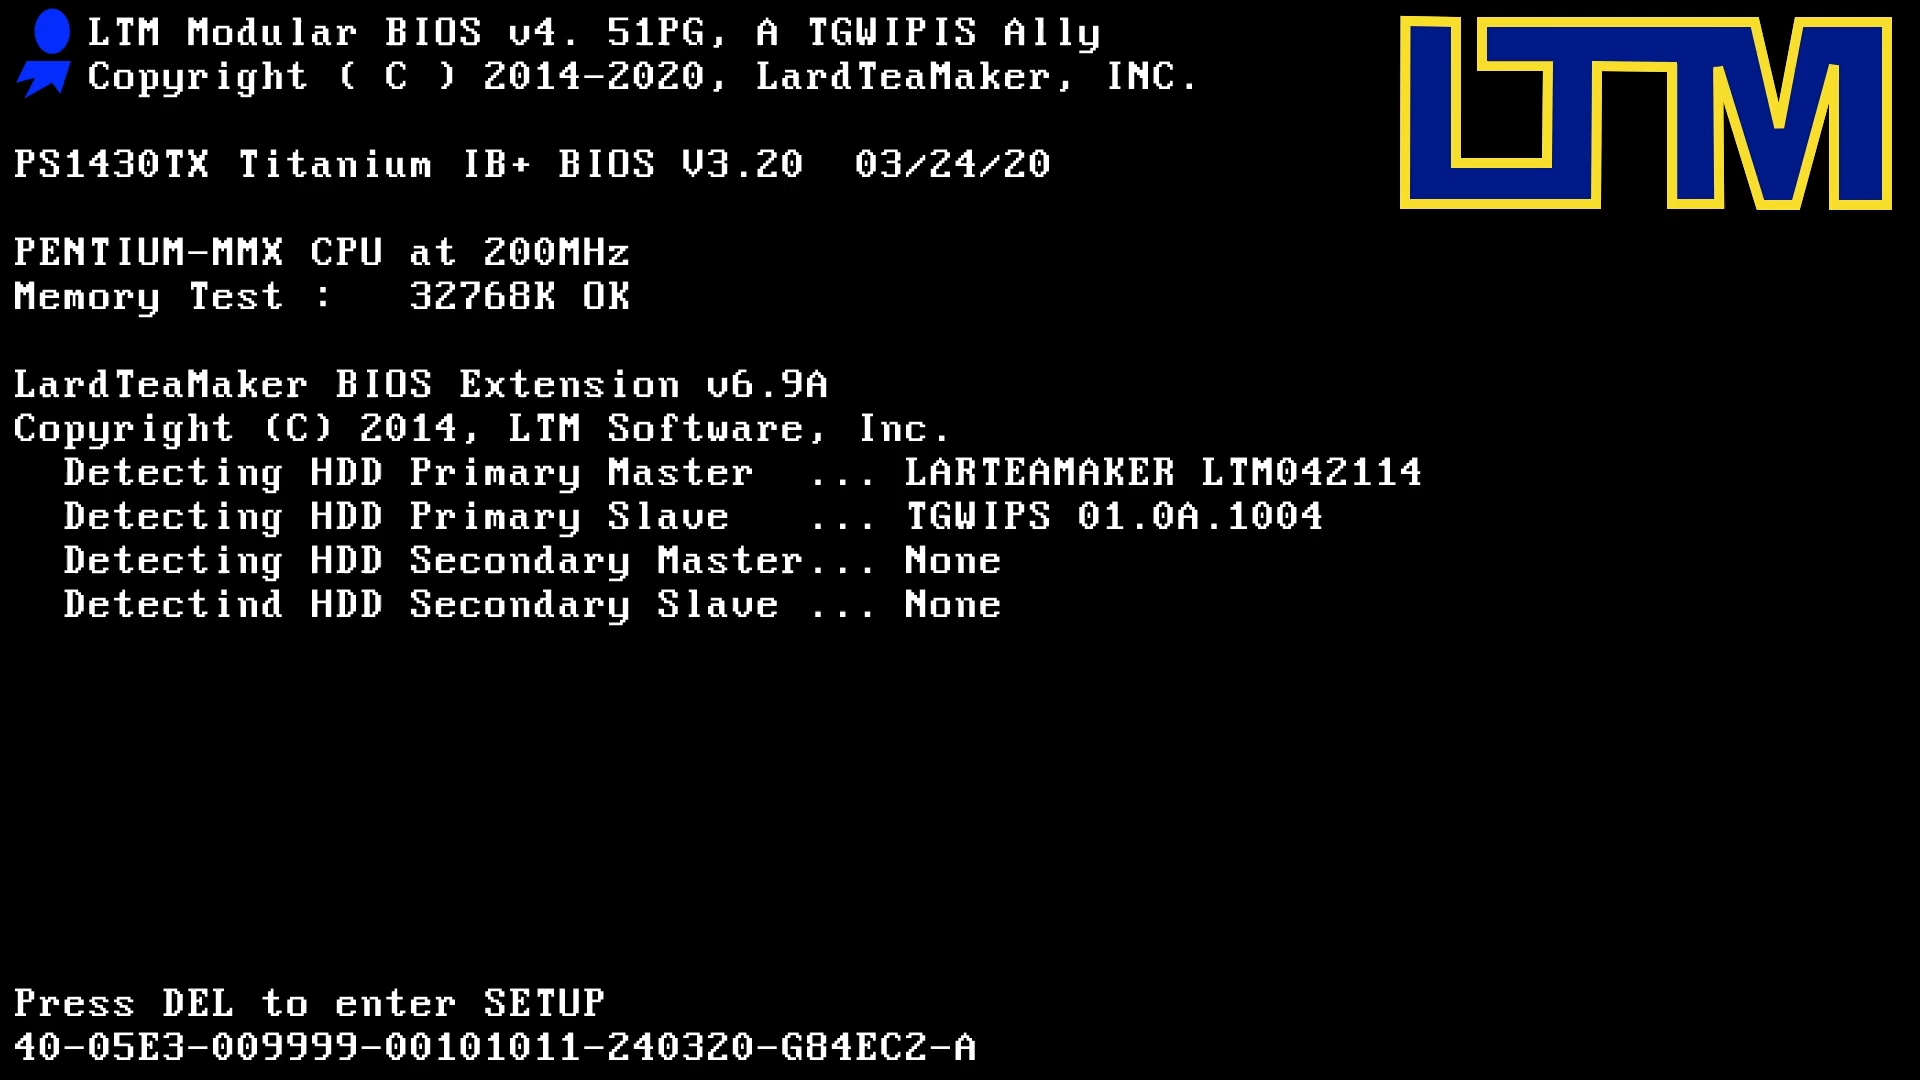 LTM Modular BIOS v4. 51PG, A TGWIPIS Ally
Copyright ( C ) 2014-2020, LardTeaMaker, INC.
LTM
PS1430TX Titanium IB+ BIOS V3.20  03/24/20
PENTIUM-MMX CPU at 200MHz
Memory Test :   32768K OK
LardTeaMaker BIOS Extension v6.9A
Copyright (C) 2014, LTM Software, Inc.
Detecting HDD Primary Master  ... LARTEAMAKER LTM042114
Detecting HDD Primary Slave   ... TGWIPS 01.0A.1004
Detecting HDD Secondary Master... None
Detectind HDD Secondary Slave ... None
Press DEL to enter SETUP
40-05E3-009999-00101011-240320-G84EC2-A